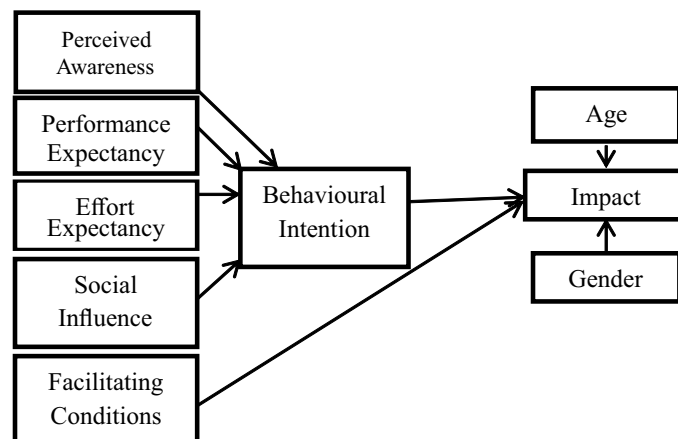 Perceived
Awareness
Performance
Expectancy
Effort
Expectancy
Social
Influence
Facilitating
Conditions
Behavioural
Intention
Age
Impact
Gender